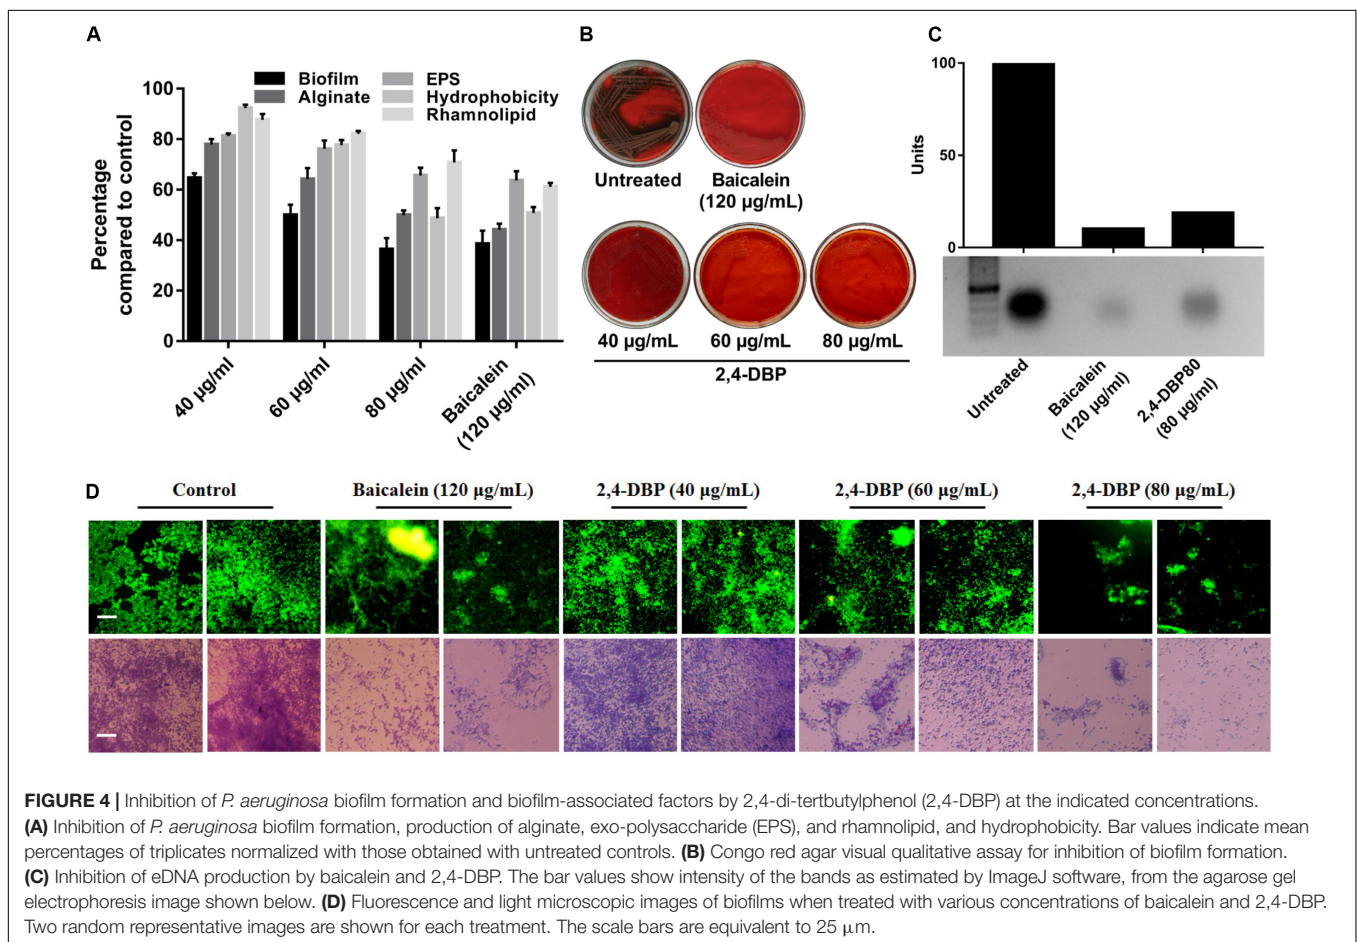 A
100
80
60
40
20
0
Percentage
compared to control
Biofilm
Alginate
EPS
Hydrophobicity
Rhamnolipid
40 µg/ml
60 µg/ml
80 µg/ml
Baicalein
(120 µg/ml)
B
Untreated
Baicalein
(120 µg/mL)
40 µg/mL
60 µg/mL
80 µg/mL
2,4-DBP
C
100
50
0
Units
Untreated
Baicalein
(120 µg/ml)
2,4-DBP80
(80 µg/ml)
D
Control
Baicalein (120 µg/mL)
2,4-DBP (40 µg/mL)
2,4-DBP (60 µg/mL)
2,4-DBP (80 µg/mL)
FIGURE 4 | Inhibition of P. aeruginosa biofilm formation and biofilm-associated factors by 2,4-di-tertbutylphenol (2,4-DBP) at the indicated concentrations.
(A) Inhibition of P. aeruginosa biofilm formation, production of alginate, exo-polysaccharide (EPS), and rhamnolipid, and hydrophobicity. Bar values indicate mean
percentages of triplicates normalized with those obtained with untreated controls. (B) Congo red agar visual qualitative assay for inhibition of biofilm formation.
(C) Inhibition of eDNA production by baicalein and 2,4-DBP. The bar values show intensity of the bands as estimated by ImageJ software, from the agarose gel
electrophoresis image shown below. (D) Fluorescence and light microscopic images of biofilms when treated with various concentrations of baicalein and 2,4-DBP.
Two random representative images are shown for each treatment. The scale bars are equivalent to 25 µm.